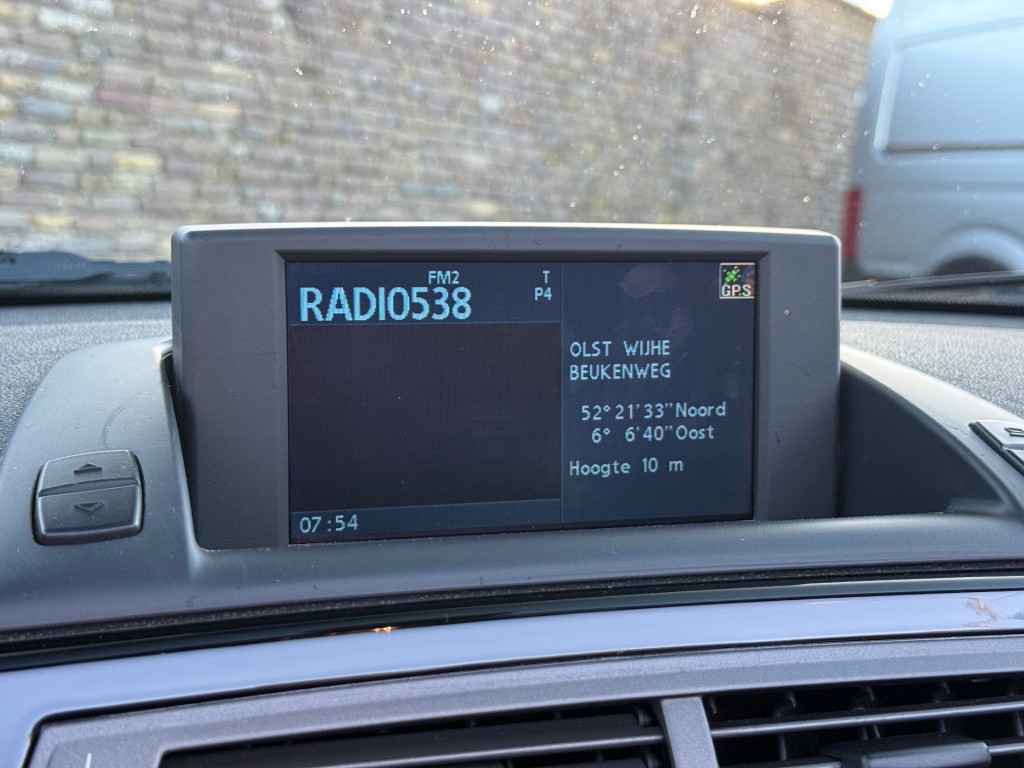 FM2
T
RADIO538
P4
GPS
OLST WIJHE
BEUKENWEG
52° 21'33"Noord
6° 6'40"Oost
Hoogte 10 m
07:54